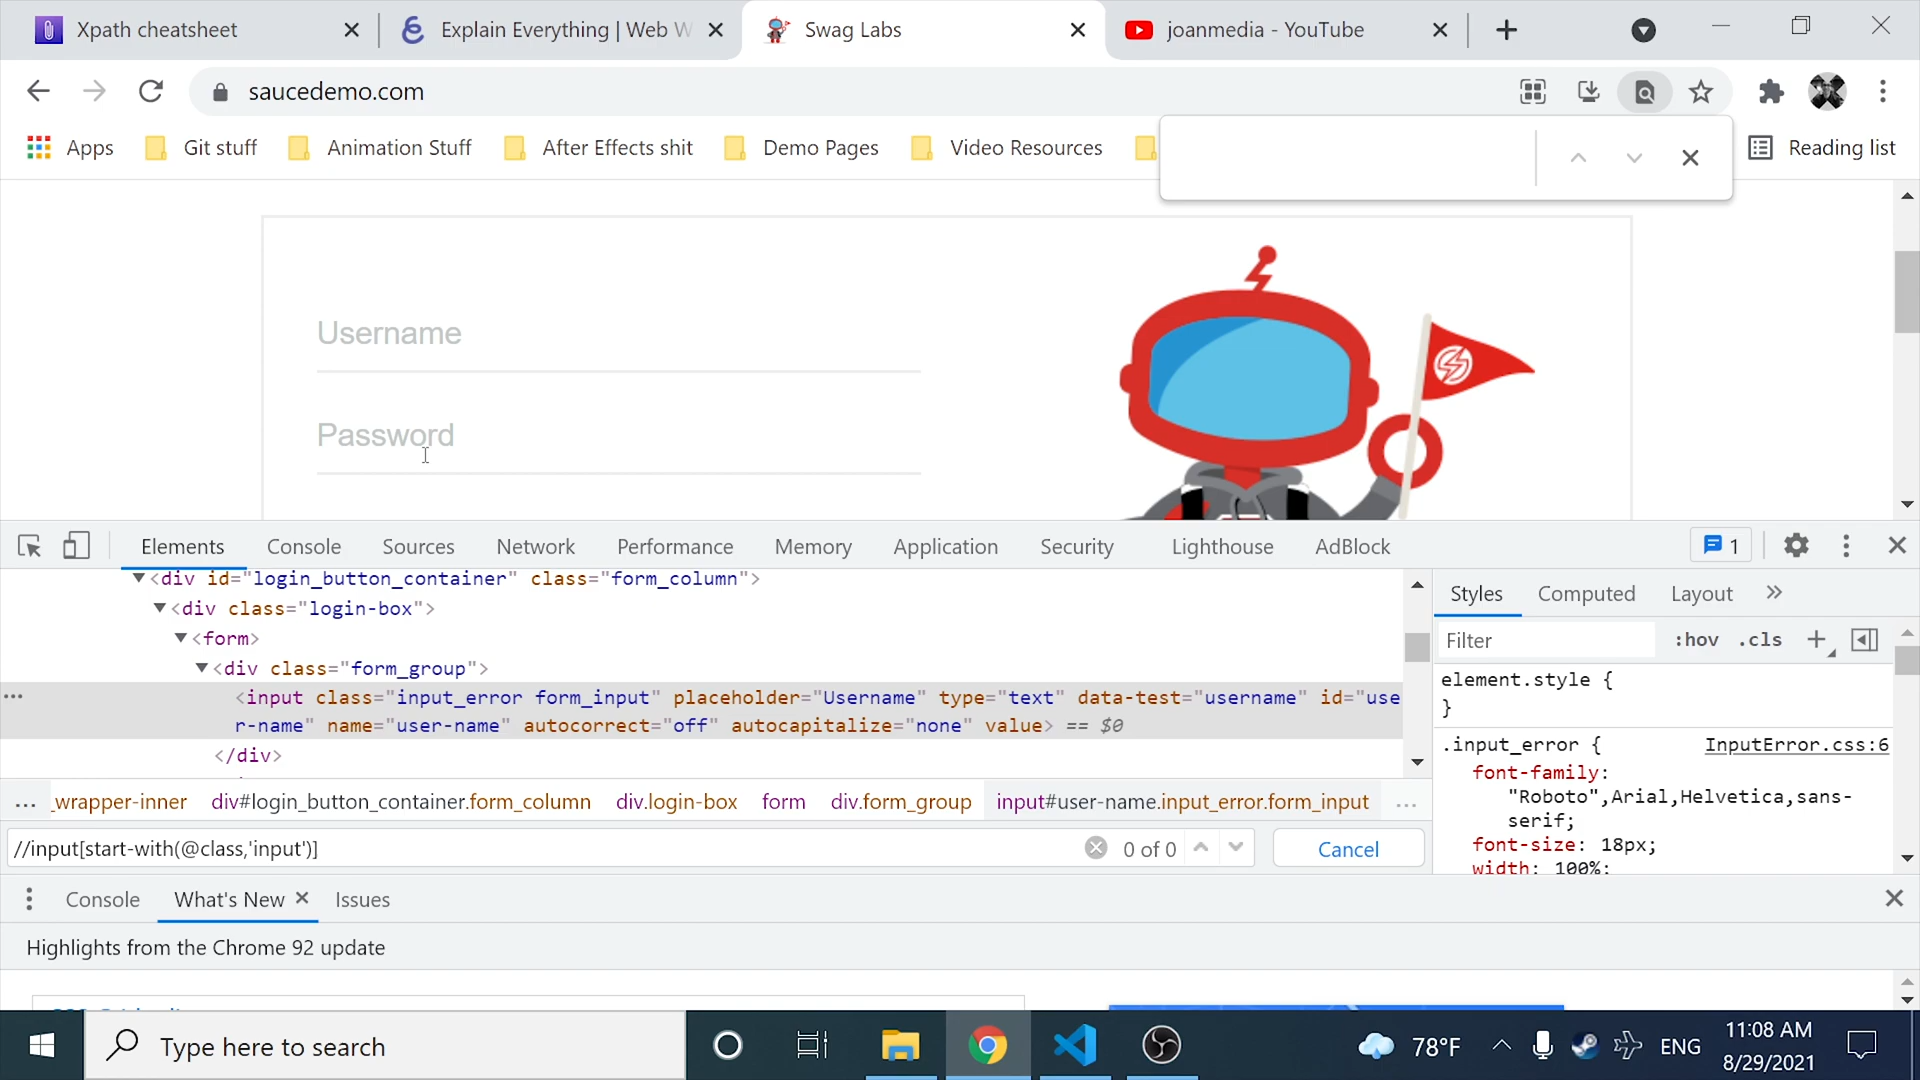 Xpath cheatsheet
Explain Everything | Web W
Swag Labs
joanmedia - YouTube
saucedemo.com
Apps
Git stuff
Animation Stuff
After Effects shit
Demo Pages
Video Resources
Reading list
Username
Password
Elements
Console
Sources
Network
Performance
Memory
Application
Security
Lighthouse
AdBlock
1
<div id="login_button_container" class="form_column">
<div class="login-box">
<form>
<div class="form_group">
<input class="input_error form_input" placeholder="Username" type="text" data-test="username" id="use
r-name" name="user-name" autocorrect="off" autocapitalize="none" value> == $0
</div>
... _wrapper-inner div#login_button_container.form_column div.login-box form div.form_group input#user-name.input_error.form_input ...
//input[start-with(@class,'input')]
0 of 0
Cancel
Styles
Computed
Layout
Filter
:hov .cls
element.style {
}
.input_error { InputError.css:6
font-family:
"Roboto",Arial,Helvetica,sans-
serif;
font-size: 18px;
width: 100%;
Console
What's New
Issues
Highlights from the Chrome 92 update
Type here to search
78°F
ENG
11:08 AM
8/29/2021